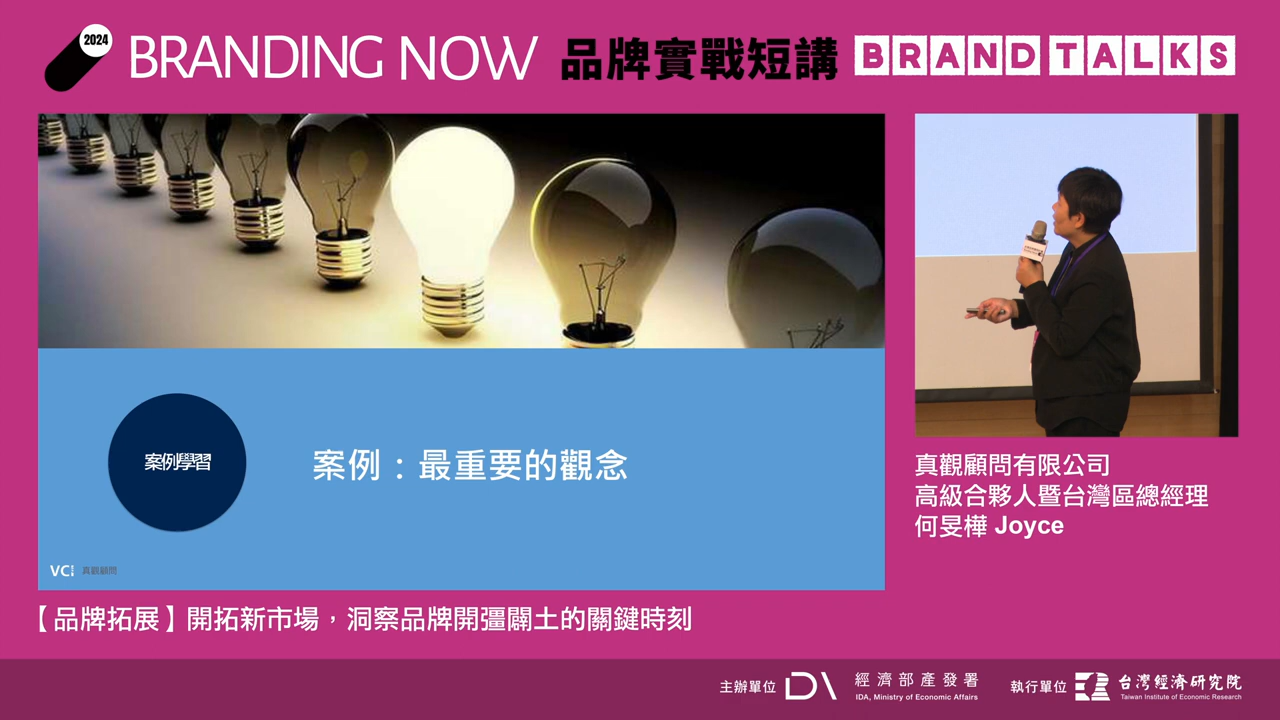 2024
BRANDING NOW 品牌實戰短講 BRAND TALKS
案例學習
案例：最重要的觀念
VCI 真觀顧問
真觀顧問有限公司
高級合夥人暨台灣區總經理
何旻樺 Joyce
【品牌拓展】開拓新市場，洞察品牌開彊闢土的關鍵時刻
主辦單位
經濟部產發署
IDA, Ministry of Economic Affairs
執行單位
台灣經濟研究院
Taiwan Institute of Economic Research